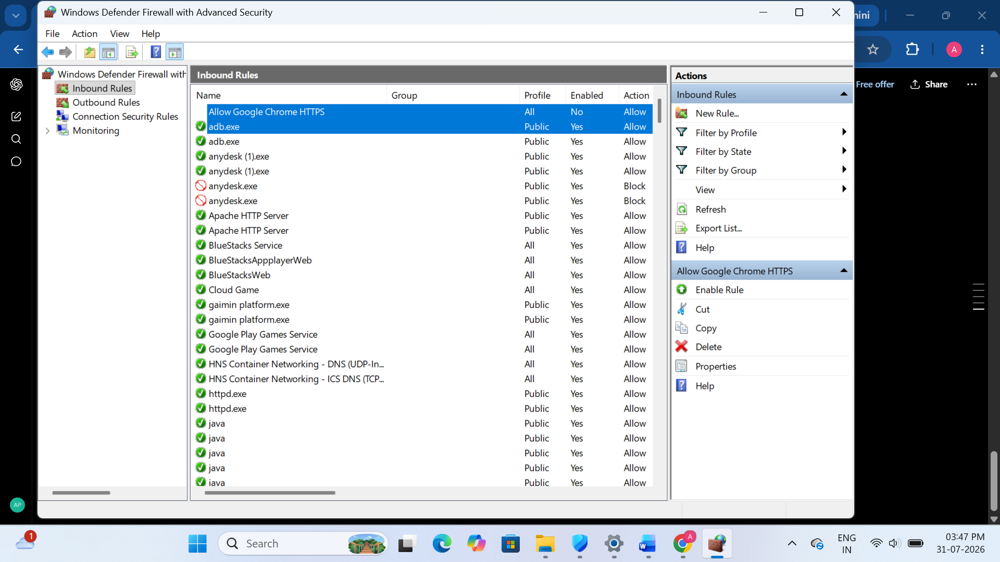 Windows Defender Firewall with Advanced Security
nini
File Action View Help
A
Free offer Share
Windows Defender Firewall with
Inbound Rules
Outbound Rules
Connection Security Rules
Monitoring
Inbound Rules
Name Group Profile Enabled Action
Allow Google Chrome HTTPS All No Allow
adb.exe Public Yes Allow
adb.exe Public Yes Allow
anydesk (1).exe Public Yes Allow
anydesk (1).exe Public Yes Allow
anydesk.exe Public Yes Block
anydesk.exe Public Yes Block
Apache HTTP Server Public Yes Allow
Apache HTTP Server Public Yes Allow
BlueStacks Service All Yes Allow
BlueStacksAppplayerWeb All Yes Allow
BlueStacksWeb All Yes Allow
Cloud Game All Yes Allow
gaimin platform.exe Public Yes Allow
gaimin platform.exe Public Yes Allow
Google Play Games Service All Yes Allow
Google Play Games Service All Yes Allow
HNS Container Networking - DNS (UDP-In... All Yes Allow
HNS Container Networking - ICS DNS (TCP... All Yes Allow
httpd.exe Public Yes Allow
httpd.exe Public Yes Allow
java Public Yes Allow
java Public Yes Allow
java Public Yes Allow
java Public Yes Allow
java Public Yes Allow
Actions
Inbound Rules
New Rule...
Filter by Profile
Filter by State
Filter by Group
View
Refresh
Export List...
Help
Allow Google Chrome HTTPS
Enable Rule
Cut
Copy
Delete
Properties
Help
AP
1
Search
A
ENG
IN
03:47 PM
31-07-2026